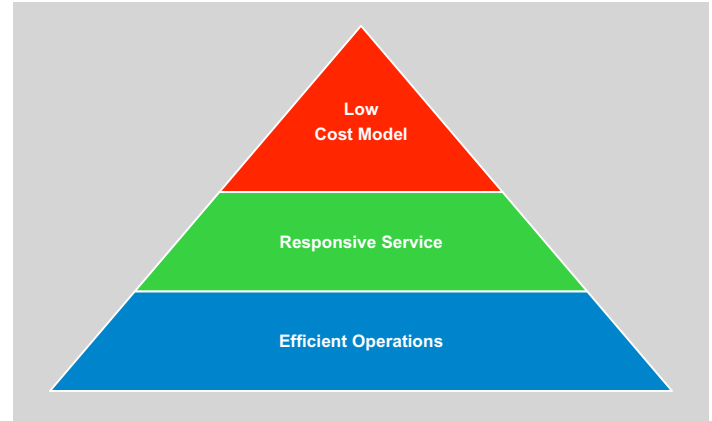 Low
Cost Model
Responsive Service
Efficient Operations